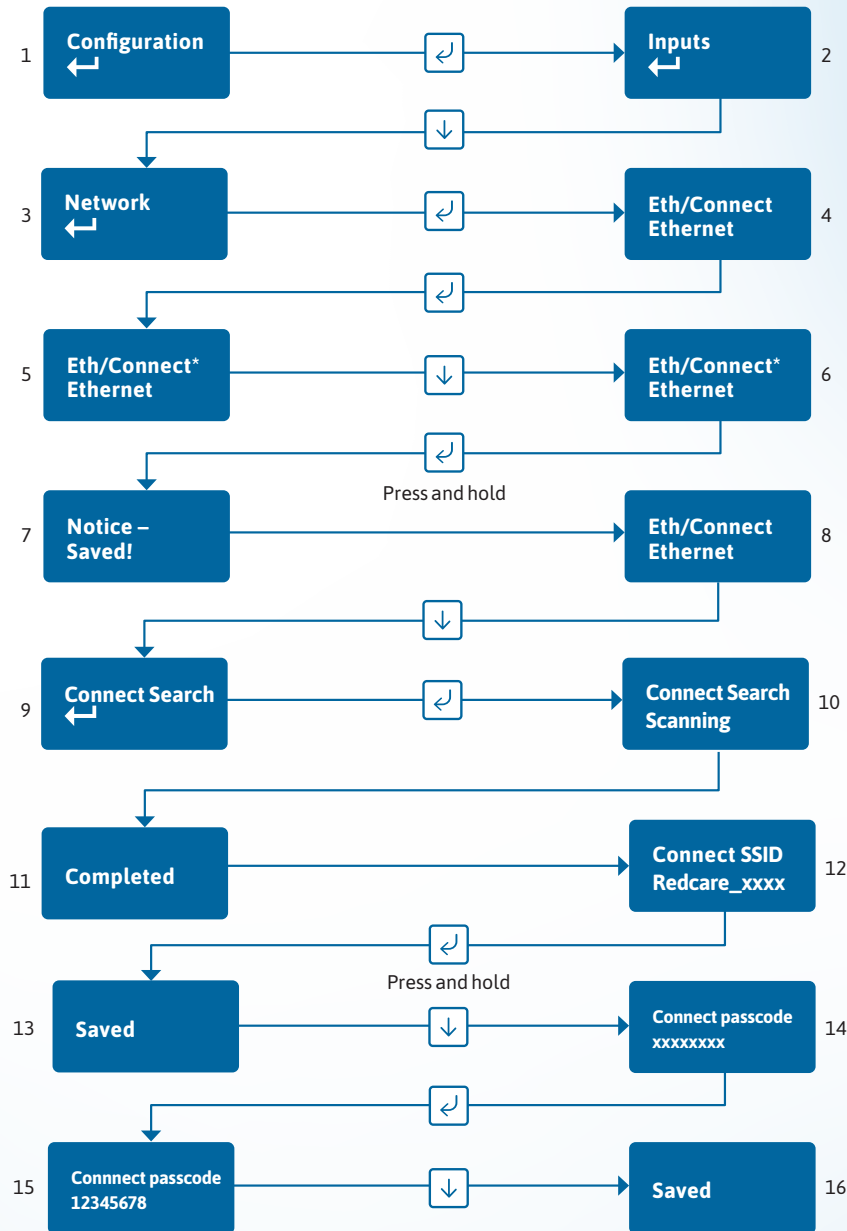 1
Configuration
Inputs
2
3
Network
Eth/Connect
Ethernet
4
5
Eth/Connect*
Ethernet
Eth/Connect*
Ethernet
6
Press and hold
7
Notice –
Saved!
Eth/Connect
Ethernet
8
9
Connect Search
Connect Search
Scanning
10
11
Completed
Connect SSID
Redcare_xxxx
12
Press and hold
13
Saved
Connect passcode
xxxxxxxx
14
15
Connnect passcode
12345678
Saved
16